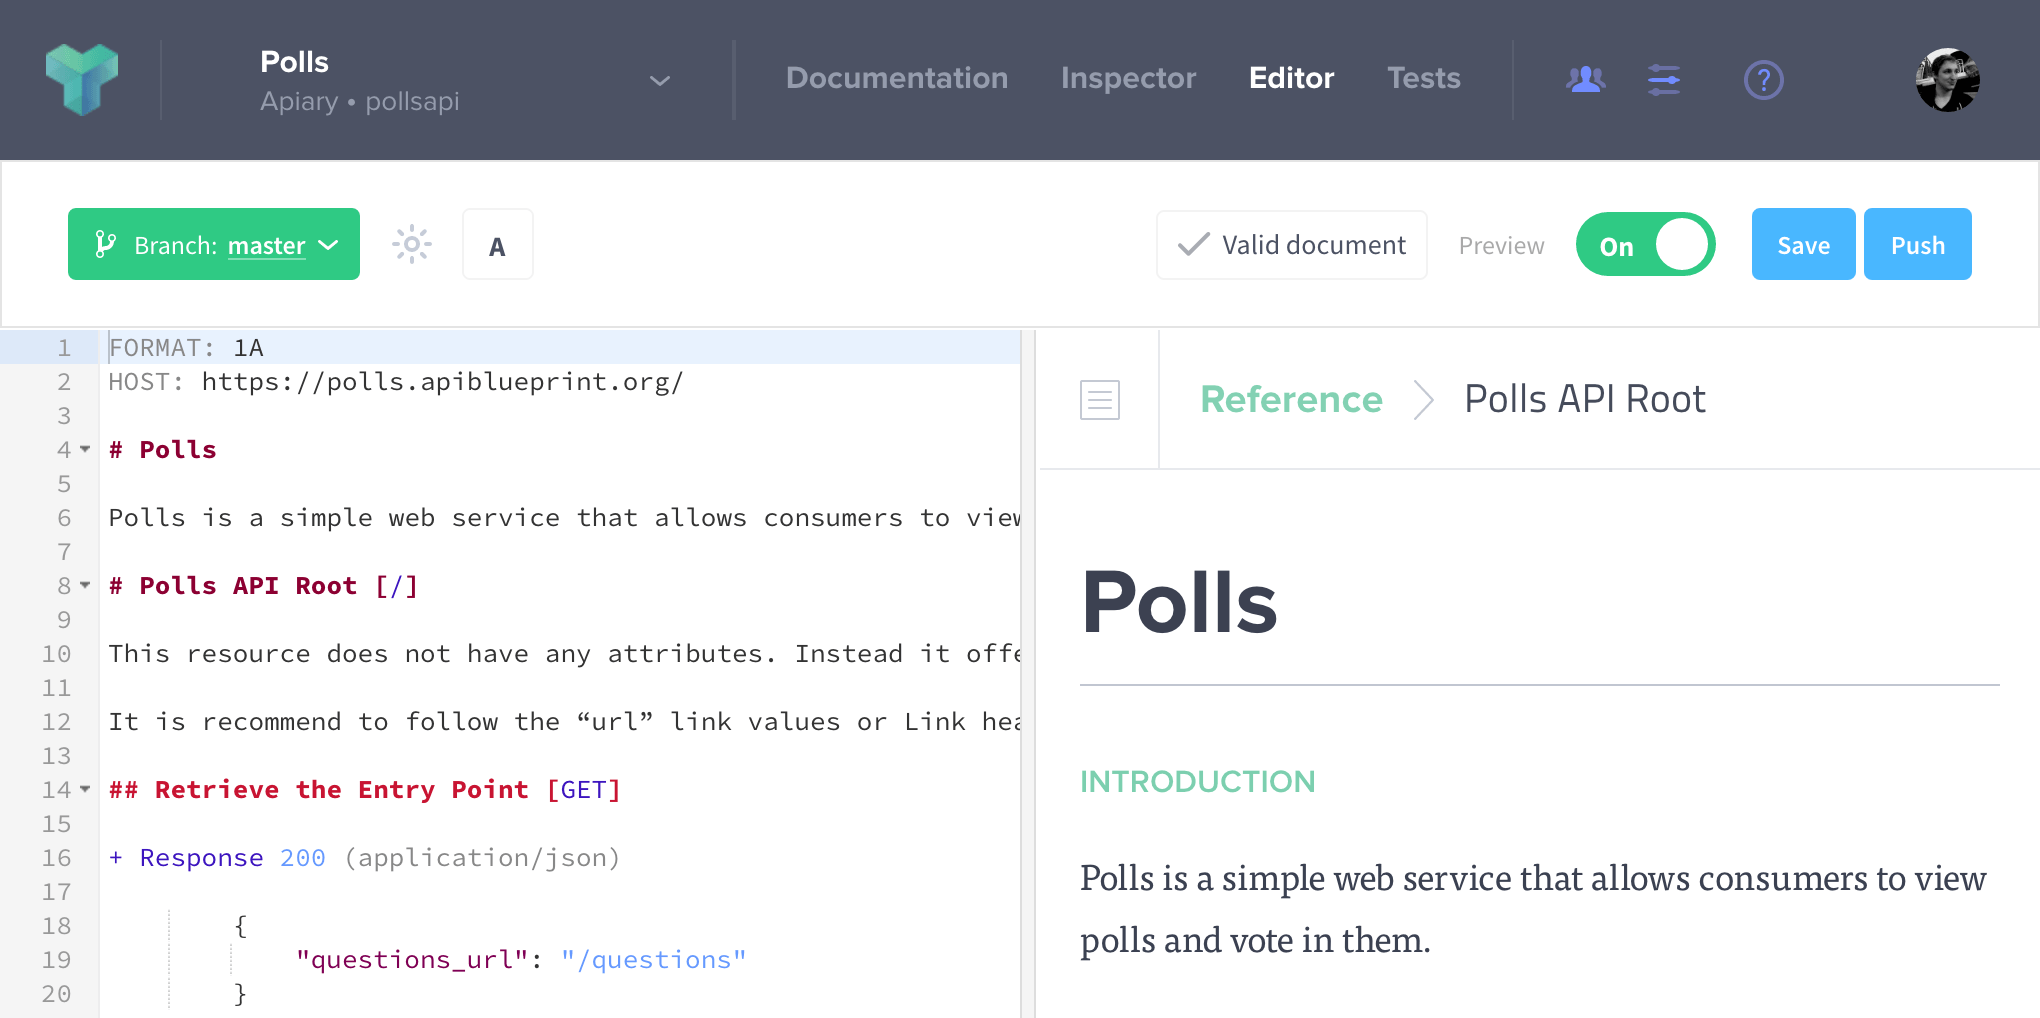 Polls
Apiary • pollsapi
Documentation Inspector Editor Tests ?
Branch: master A Valid document Preview On Save Push
1 FORMAT: 1A
2 HOST: https://polls.apiblueprint.org/
3
4 # Polls
5
6 Polls is a simple web service that allows consumers to view
7
8 # Polls API Root [/]
9
10 This resource does not have any attributes. Instead it offe
11
12 It is recommend to follow the “url” link values or Link hea
13
14 ## Retrieve the Entry Point [GET]
15
16 + Response 200 (application/json)
17
18 {
19 "questions_url": "/questions"
20 }
Reference Polls API Root
Polls
INTRODUCTION
Polls is a simple web service that allows consumers to view
polls and vote in them.